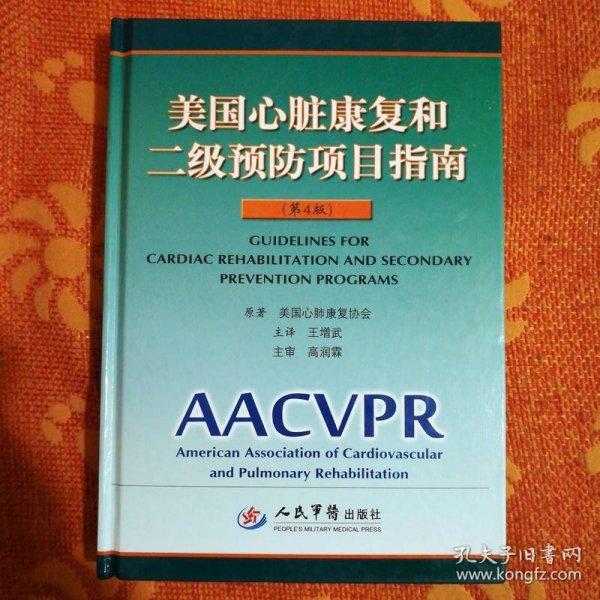 美国心脏康复和
二级预防项目指南
(第4版)
GUIDELINES FOR
CARDIAC REHABILITATION AND SECONDARY
PREVENTION PROGRAMS
原著 美国心肺康复协会
主译 王增武
主审 高润霖
AACVPR
American Association of Cardiovascular
and Pulmonary Rehabilitation
人民军醫出版社
PEOPLE'S MILITARY MEDICAL PRESS
孔夫子旧書网
www.kongfz.com